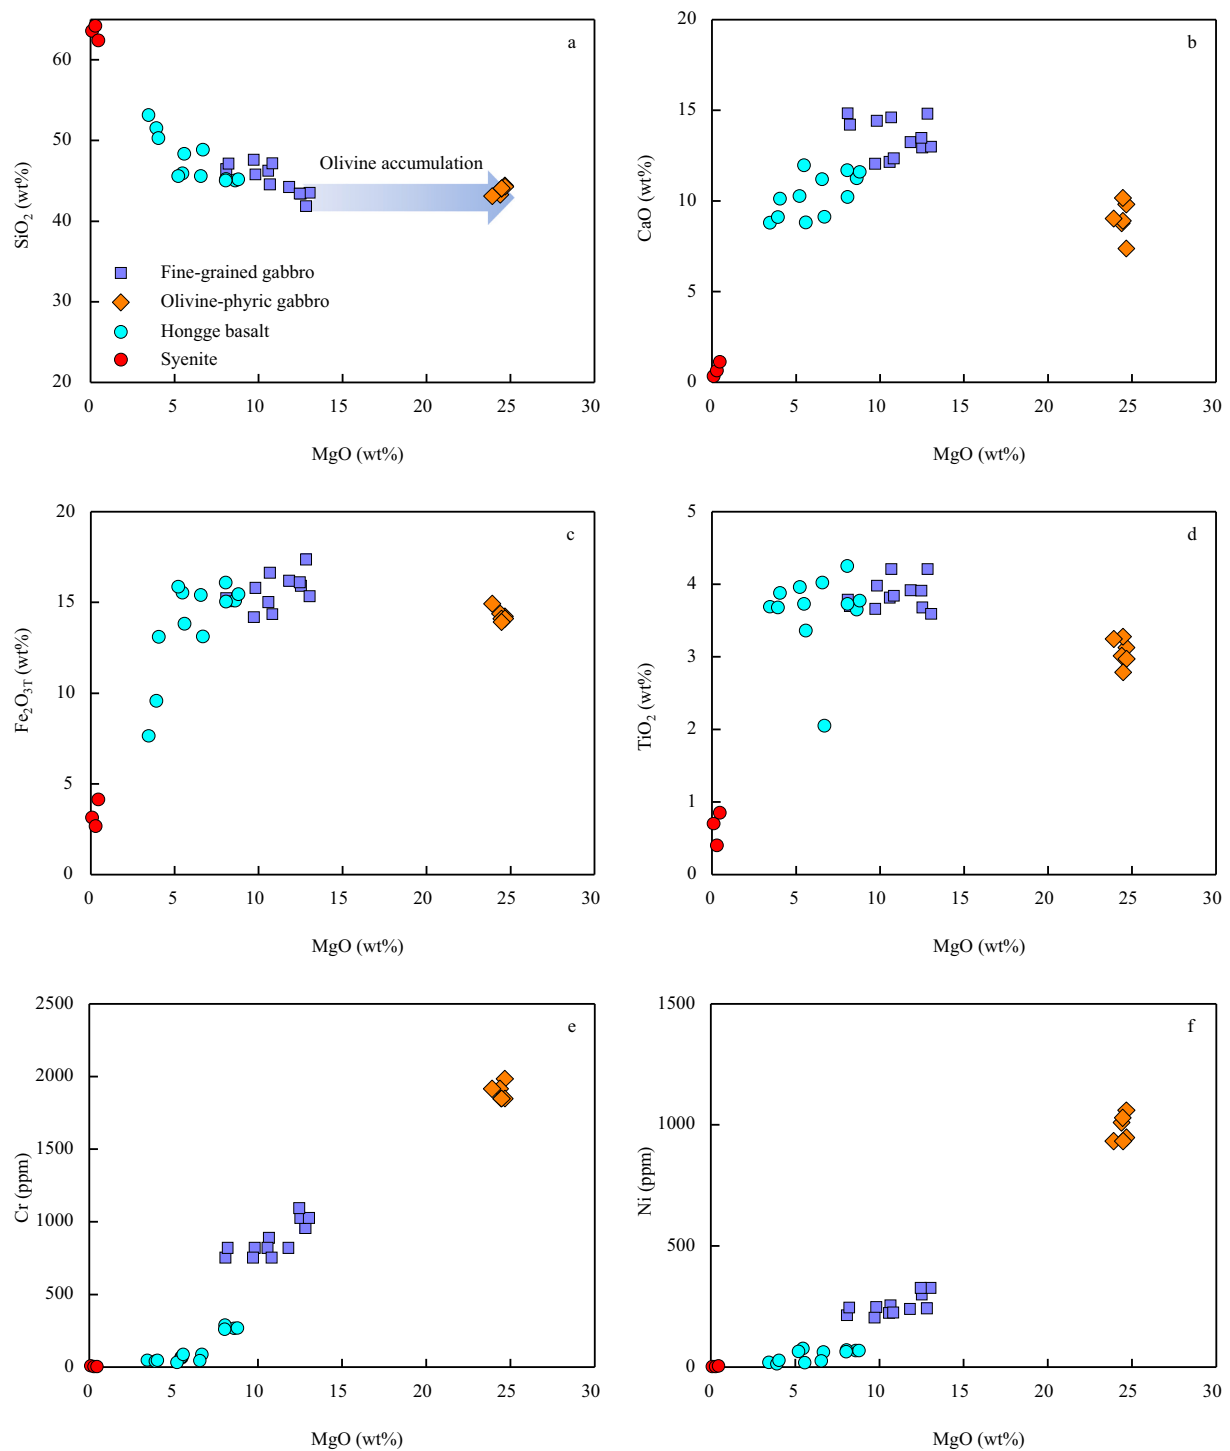 a
60
50
40
30
20
SiO2 (wt%)
Olivine accumulation
Fine-grained gabbro
Olivine-phyric gabbro
Hongge basalt
Syenite
0 5 10 15 20 25 30
MgO (wt%)
b
20
15
10
5
0
CaO (wt%)
0 5 10 15 20 25 30
MgO (wt%)
c
20
15
10
5
0
Fe2O3T (wt%)
0 5 10 15 20 25 30
MgO (wt%)
d
5
4
3
2
1
0
TiO2 (wt%)
0 5 10 15 20 25 30
MgO (wt%)
e
2500
2000
1500
1000
500
0
Cr (ppm)
0 5 10 15 20 25 30
MgO (wt%)
f
1500
1000
500
0
Ni (ppm)
0 5 10 15 20 25 30
MgO (wt%)